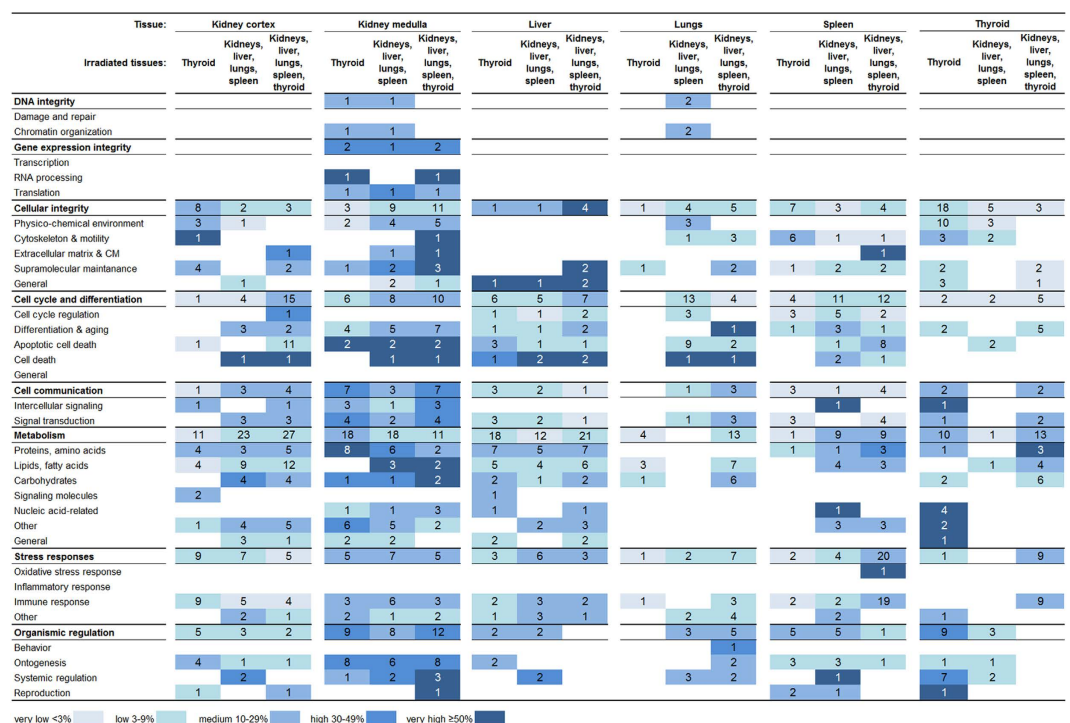 Tissue: Kidney cortex Kidney medulla Liver Lungs Spleen Thyroid
Irradiated tissues: Thyroid Kidneys, liver, lungs, spleen Kidneys, liver, lungs, spleen, thyroid Thyroid Kidneys, liver, lungs, spleen Kidneys, liver, lungs, spleen, thyroid Thyroid Kidneys, liver, lungs, spleen Kidneys, liver, lungs, spleen, thyroid Thyroid Kidneys, liver, lungs, spleen Kidneys, liver, lungs, spleen, thyroid Thyroid Kidneys, liver, lungs, spleen Kidneys, liver, lungs, spleen, thyroid Thyroid Kidneys, liver, lungs, spleen Kidneys, liver, lungs, spleen, thyroid
DNA integrity 1 1 2
Damage and repair
Chromatin organization 1 1 2
Gene expression integrity 2 1 2
Transcription
RNA processing 1 1
Translation 1 1 1
Cellular integrity 8 2 3 3 9 11 1 1 4 1 4 5 7 3 4 18 5 3
Physico-chemical environment 3 1 2 4 5 3 10 3
Cytoskeleton & motility 1 1 1 3 6 1 1 3 2
Extracellular matrix & CM 1 1 1 1
Supramolecular maintanance 4 2 1 2 3 2 1 2 1 2 2 2 2
General 1 2 1 1 1 2 3 1
Cell cycle and differentiation 1 4 15 6 8 10 6 5 7 13 4 4 11 12 2 2 5
Cell cycle regulation 1 1 1 2 3 3 5 2
Differentiation & aging 3 2 4 5 7 1 1 2 1 1 3 1 2 5
Apoptotic cell death 1 11 2 2 2 3 1 1 9 2 1 8 2
Cell death 1 1 1 1 1 2 2 1 1 2 1
General
Cell communication 1 3 4 7 3 7 3 2 1 1 3 3 1 4 2 2
Intercellular signaling 1 1 3 1 3 1 1
Signal transduction 3 3 4 2 4 3 2 1 1 3 3 4 1 2
Metabolism 11 23 27 18 18 11 18 12 21 4 13 1 9 9 10 1 13
Proteins, amino acids 4 3 5 8 6 2 7 5 7 1 1 3 1 3
Lipids, fatty acids 4 9 12 3 2 5 4 6 3 7 4 3 1 4
Carbohydrates 4 4 1 1 2 2 1 2 1 6 2 6
Signaling molecules 2 1
Nucleic acid-related 1 1 3 1 1 1 4
Other 1 4 5 6 5 2 2 3 3 3 2
General 3 1 2 2 2 2 1
Stress responses 9 7 5 5 7 5 3 6 3 1 2 7 2 4 20 1 9
Oxidative stress response 1
Inflammatory response
Immune response 9 5 4 3 6 3 2 3 2 1 3 2 2 19 9
Other 2 1 2 1 2 1 3 1 2 4 2 1
Organismic regulation 5 3 2 9 8 12 2 2 3 5 5 5 1 9 3
Behavior 1
Ontogenesis 4 1 1 8 6 8 2 2 3 3 1 1 1
Systemic regulation 2 1 2 3 2 3 2 1 7 2
Reproduction 1 1 1 2 1 1
very low <3% low 3-9% medium 10-29% high 30-49% very high ≥50%